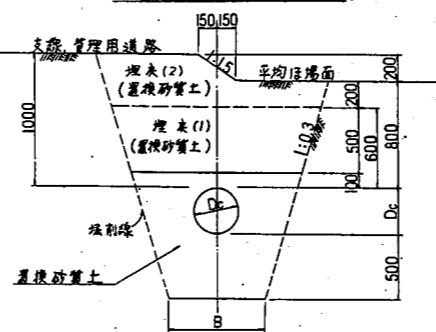 150 150
支線,管理用道路
1:1.5
平均ほ場面
埋戻(2)
(置換砂質土)
200
200
1000
埋戻(1)
(置換砂質土)
1:0.3
500
600
800
100
Dc
Dc
掘削線
置換砂質土
500
B